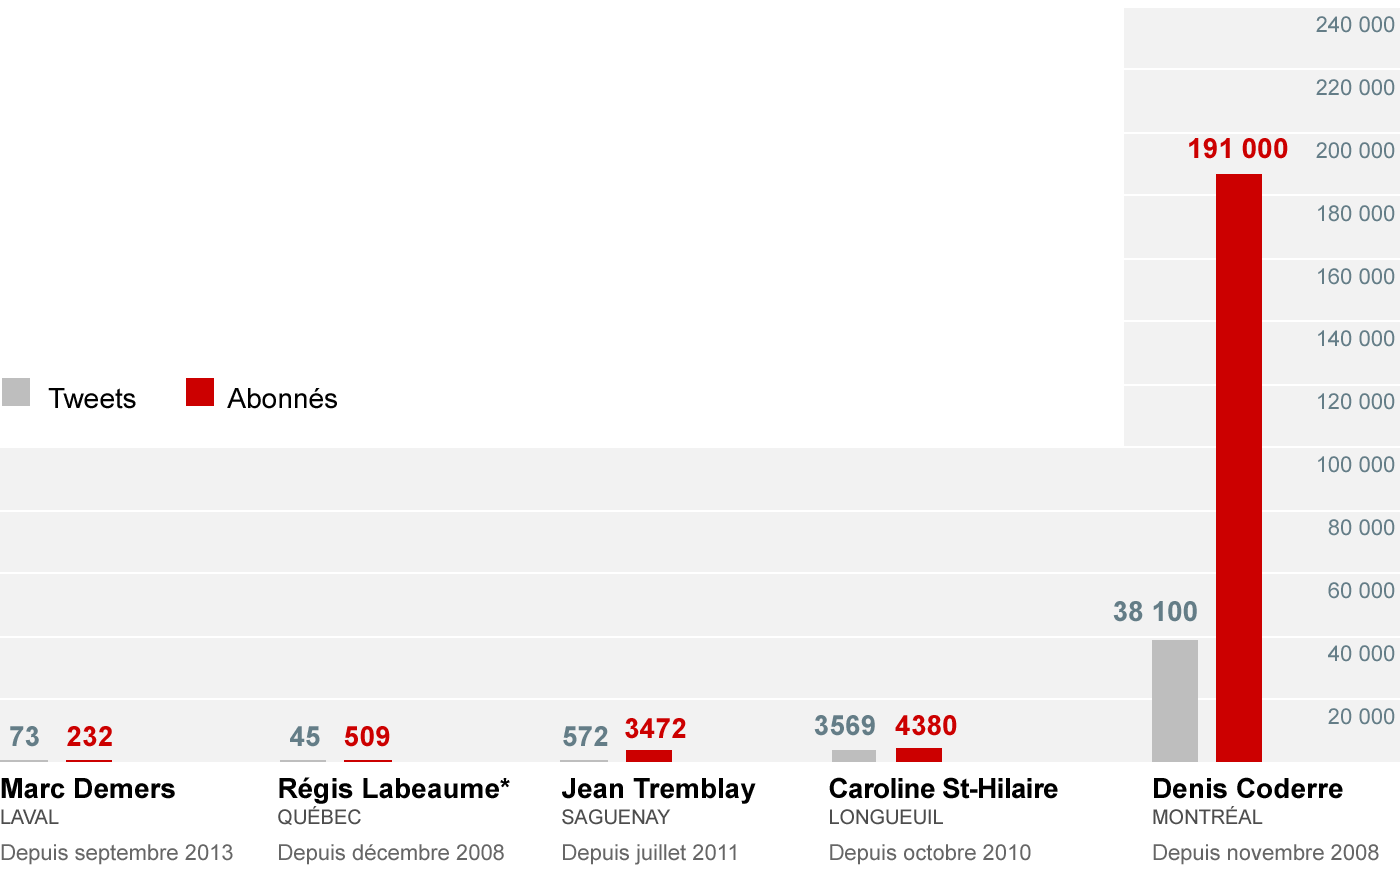 240 000
220 000
191 000
200 000
180 000
160 000
140 000
Tweets
Abonnés
120 000
100 000
80 000
60 000
38 100
40 000
20 000
73
232
45
509
572
3472
3569
4380
Marc Demers
LAVAL
Depuis septembre 2013
Régis Labeaume*
QUÉBEC
Depuis décembre 2008
Jean Tremblay
SAGUENAY
Depuis juillet 2011
Caroline St-Hilaire
LONGUEUIL
Depuis octobre 2010
Denis Coderre
MONTRÉAL
Depuis novembre 2008